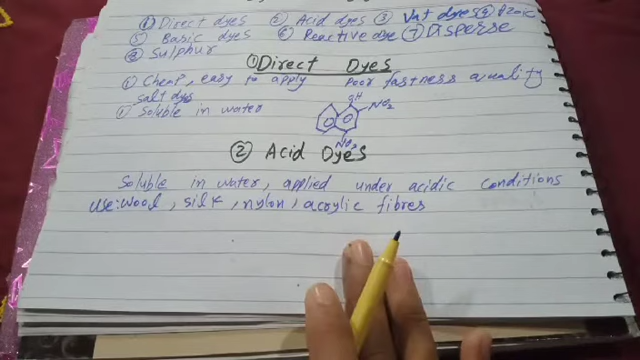 ① Direct dyes ② Acid dyes ③ Vat dyes ④ Azoic
⑤ Basic dyes ⑥ Reactive dye ⑦ Disperse
⑧ Sulphur
① Direct Dyes
① Cheap, easy to apply Poor fastness quality
salt dyes
① Soluble in water
OH
NO2
NO2
② Acid Dyes
Soluble in water, applied under acidic conditions
use: wool, silk, nylon, acrylic fibres